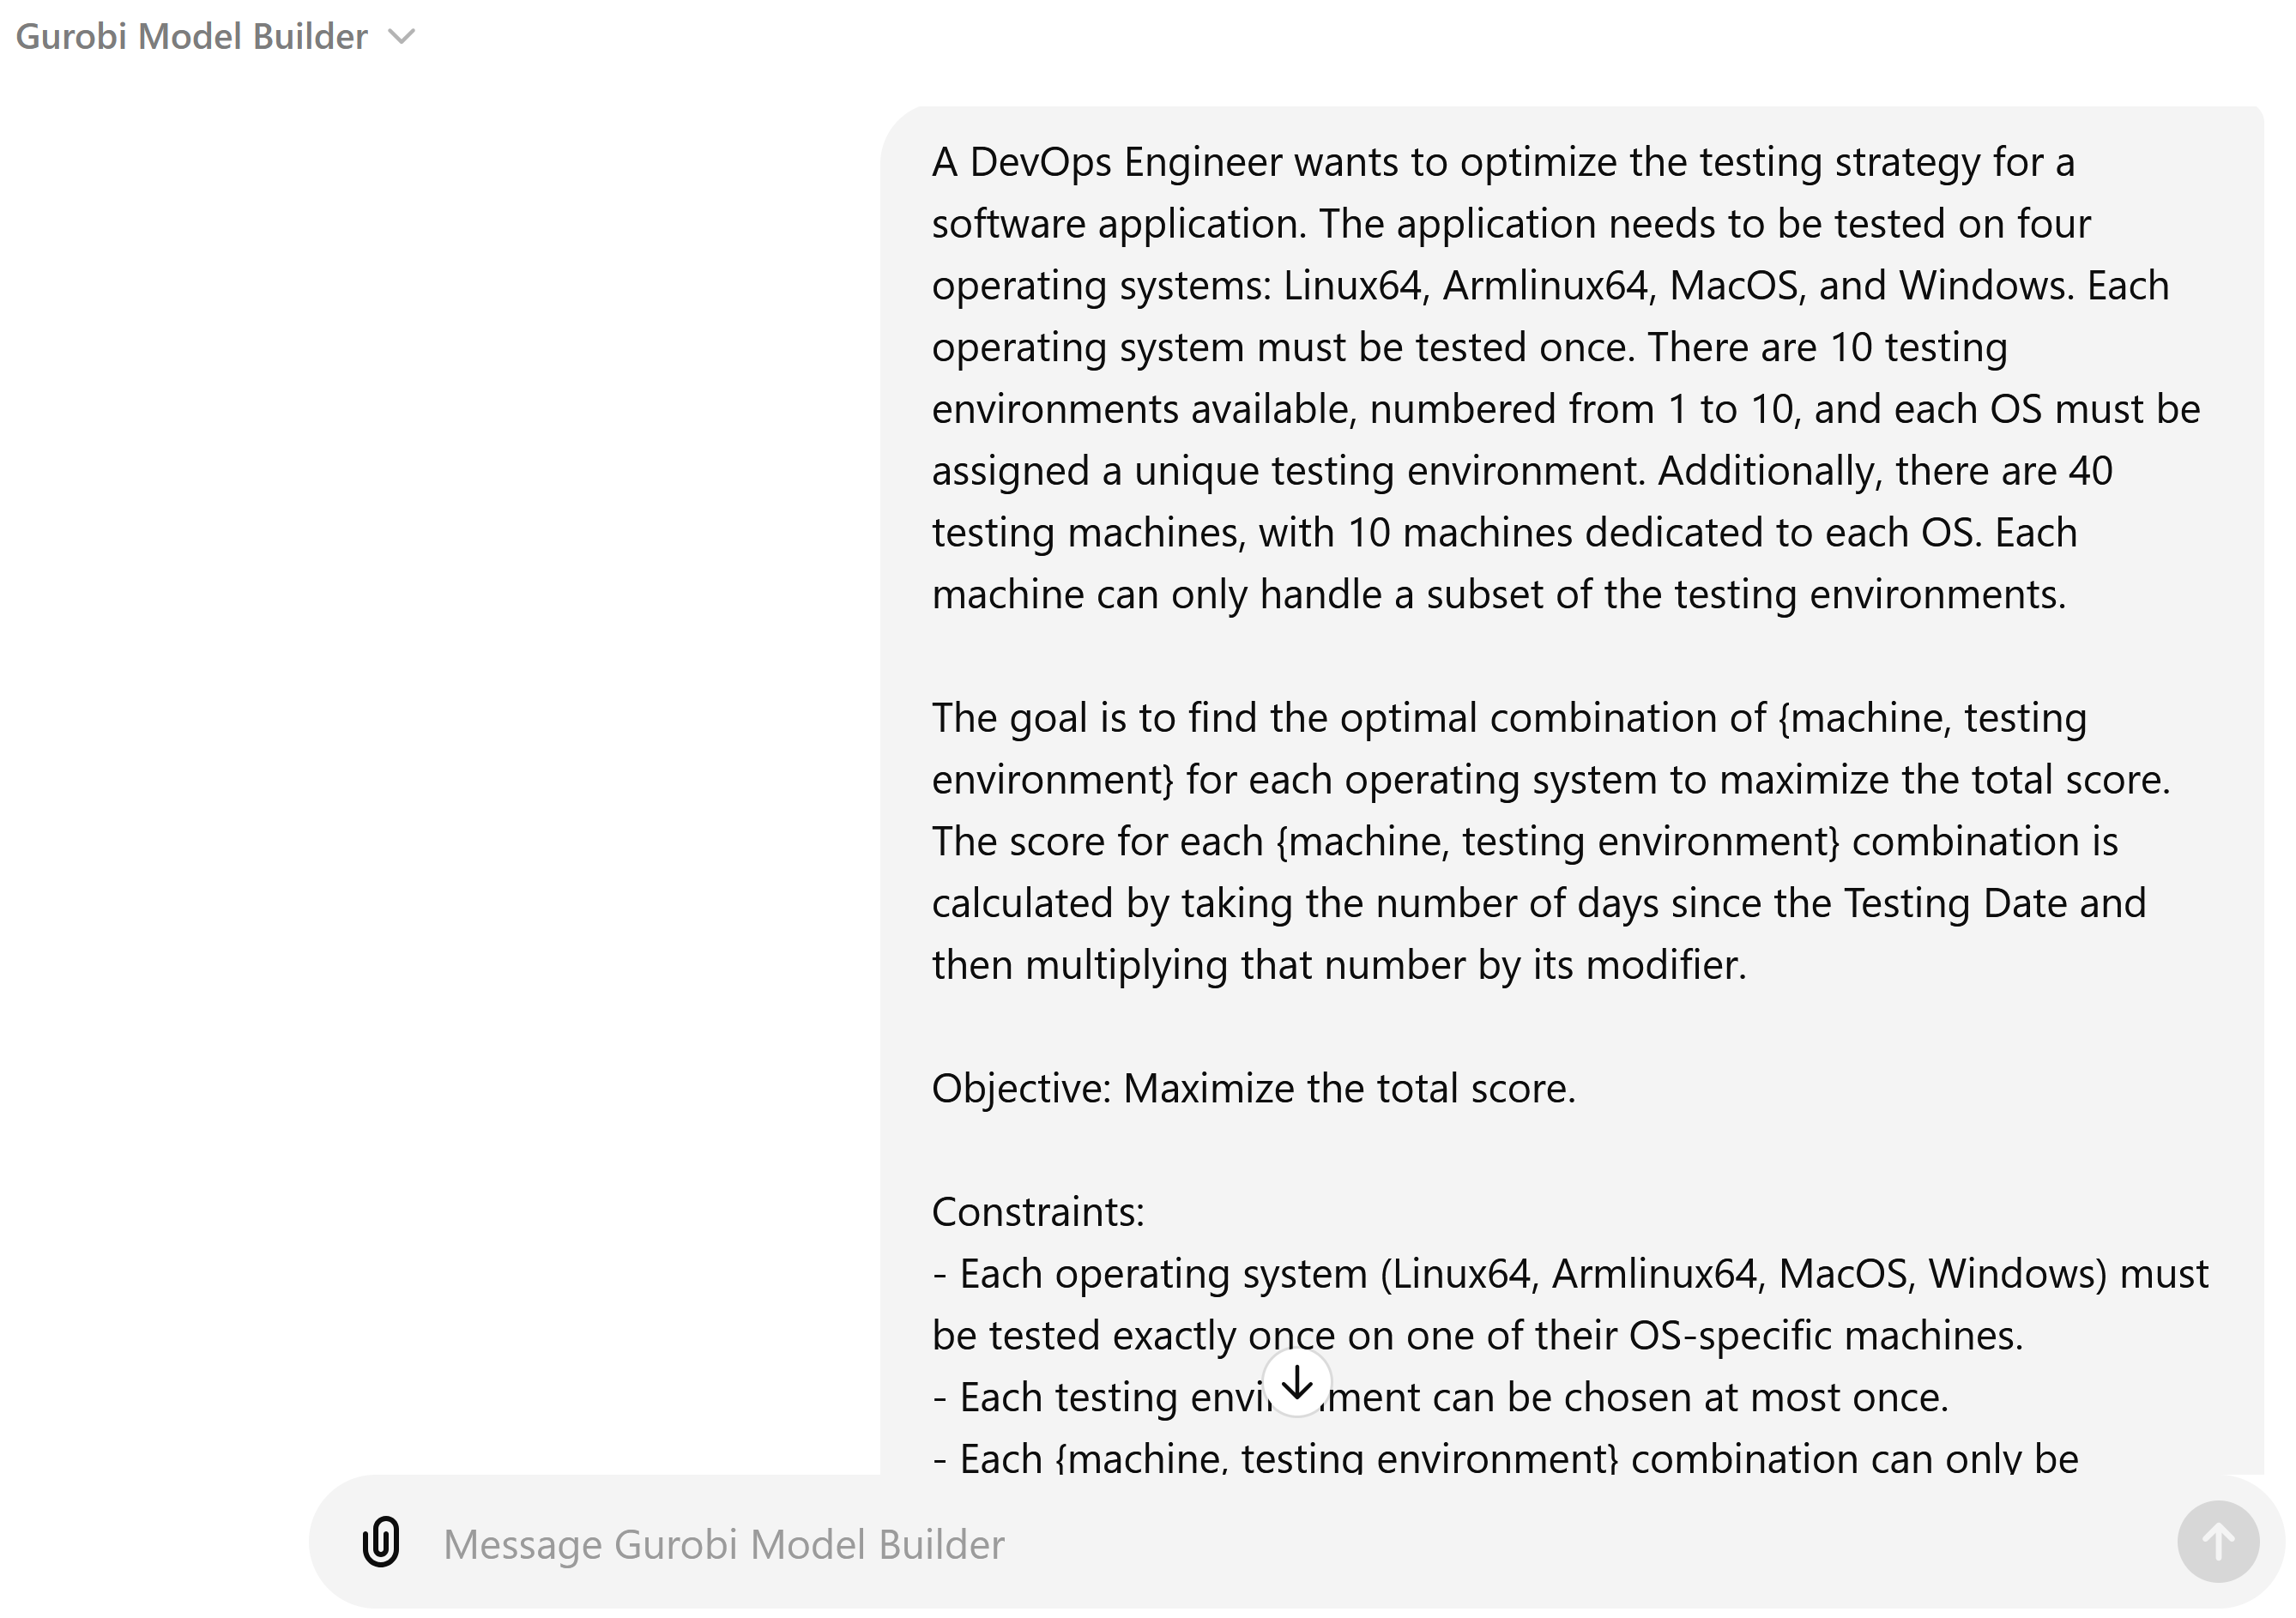 Gurobi Model Builder
A DevOps Engineer wants to optimize the testing strategy for a
software application. The application needs to be tested on four
operating systems: Linux64, Armlinux64, MacOS, and Windows. Each
operating system must be tested once. There are 10 testing
environments available, numbered from 1 to 10, and each OS must be
assigned a unique testing environment. Additionally, there are 40
testing machines, with 10 machines dedicated to each OS. Each
machine can only handle a subset of the testing environments.
The goal is to find the optimal combination of {machine, testing
environment} for each operating system to maximize the total score.
The score for each {machine, testing environment} combination is
calculated by taking the number of days since the Testing Date and
then multiplying that number by its modifier.
Objective: Maximize the total score.
Constraints:
- Each operating system (Linux64, Armlinux64, MacOS, Windows) must
be tested exactly once on one of their OS-specific machines.
- Each testing can be chosen at most once.
- Each {machine, testing environment} combination can only be
Message Gurobi Model Builder